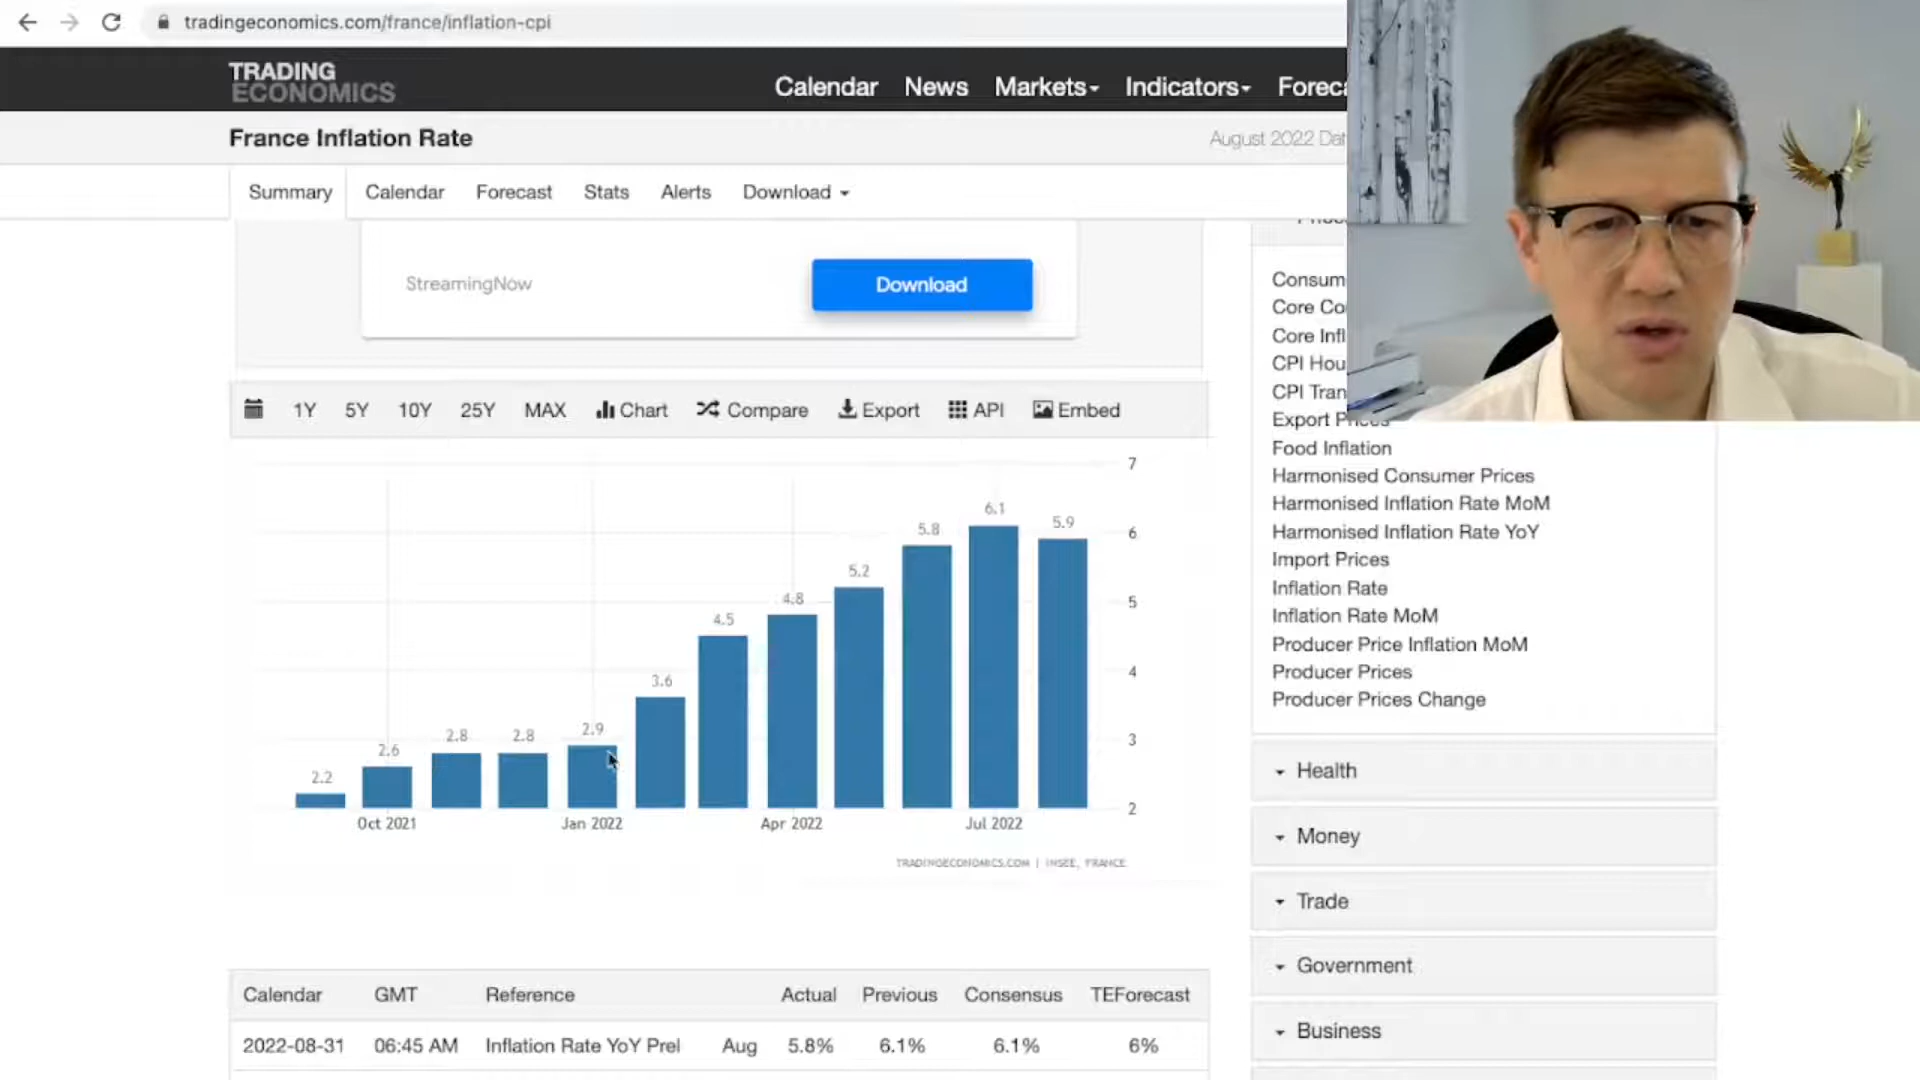 tradingeconomics.com/france/inflation-cpi
TRADING
ECONOMICS
Calendar News Markets Indicators
France Inflation Rate
August 2022
Summary Calendar Forecast Stats Alerts Download
StreamingNow
Download
1Y 5Y 10Y 25Y MAX Chart Compare Export API Embed
7
6
5
4
3
2
2.2
2.6
2.8
2.8
2.9
3.6
4.5
4.8
5.2
5.8
6.1
5.9
Oct 2021 Jan 2022 Apr 2022 Jul 2022
TRADINGECONOMICS.COM | INSEE, FRANCE
Calendar GMT Reference Actual Previous Consensus TEForecast
2022-08-31 06:45 AM Inflation Rate YoY Prel Aug 5.8% 6.1% 6.1% 6%
Core
CPI
CPI
Export Prices
Food Inflation
Harmonised Consumer Prices
Harmonised Inflation Rate MoM
Harmonised Inflation Rate YoY
Import Prices
Inflation Rate
Inflation Rate MoM
Producer Price Inflation MoM
Producer Prices
Producer Prices Change
Health
Money
Trade
Government
Business